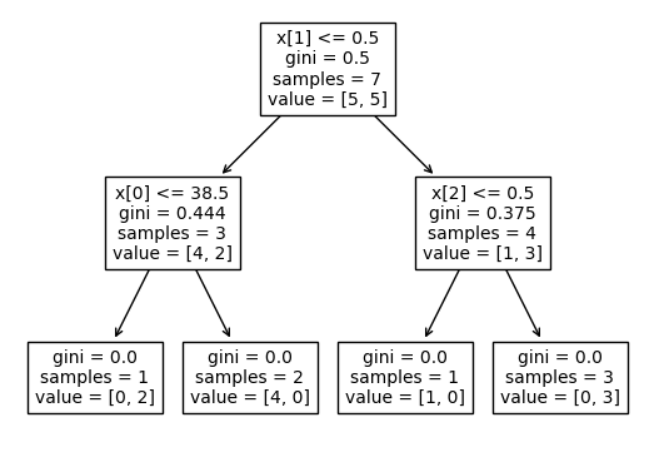 x[1] <= 0.5
gini = 0.5
samples = 7
value = [5, 5]
x[0] <= 38.5
gini = 0.444
samples = 3
value = [4, 2]
x[2] <= 0.5
gini = 0.375
samples = 4
value = [1, 3]
gini = 0.0
samples = 1
value = [0, 2]
gini = 0.0
samples = 2
value = [4, 0]
gini = 0.0
samples = 1
value = [1, 0]
gini = 0.0
samples = 3
value = [0, 3]